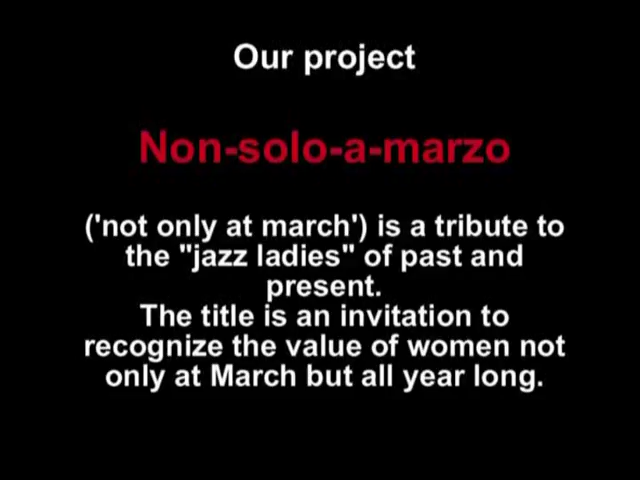 Our project
Non-solo-a-marzo
('not only at march') is a tribute to
the "jazz ladies" of past and
present.
The title is an invitation to
recognize the value of women not
only at March but all year long.